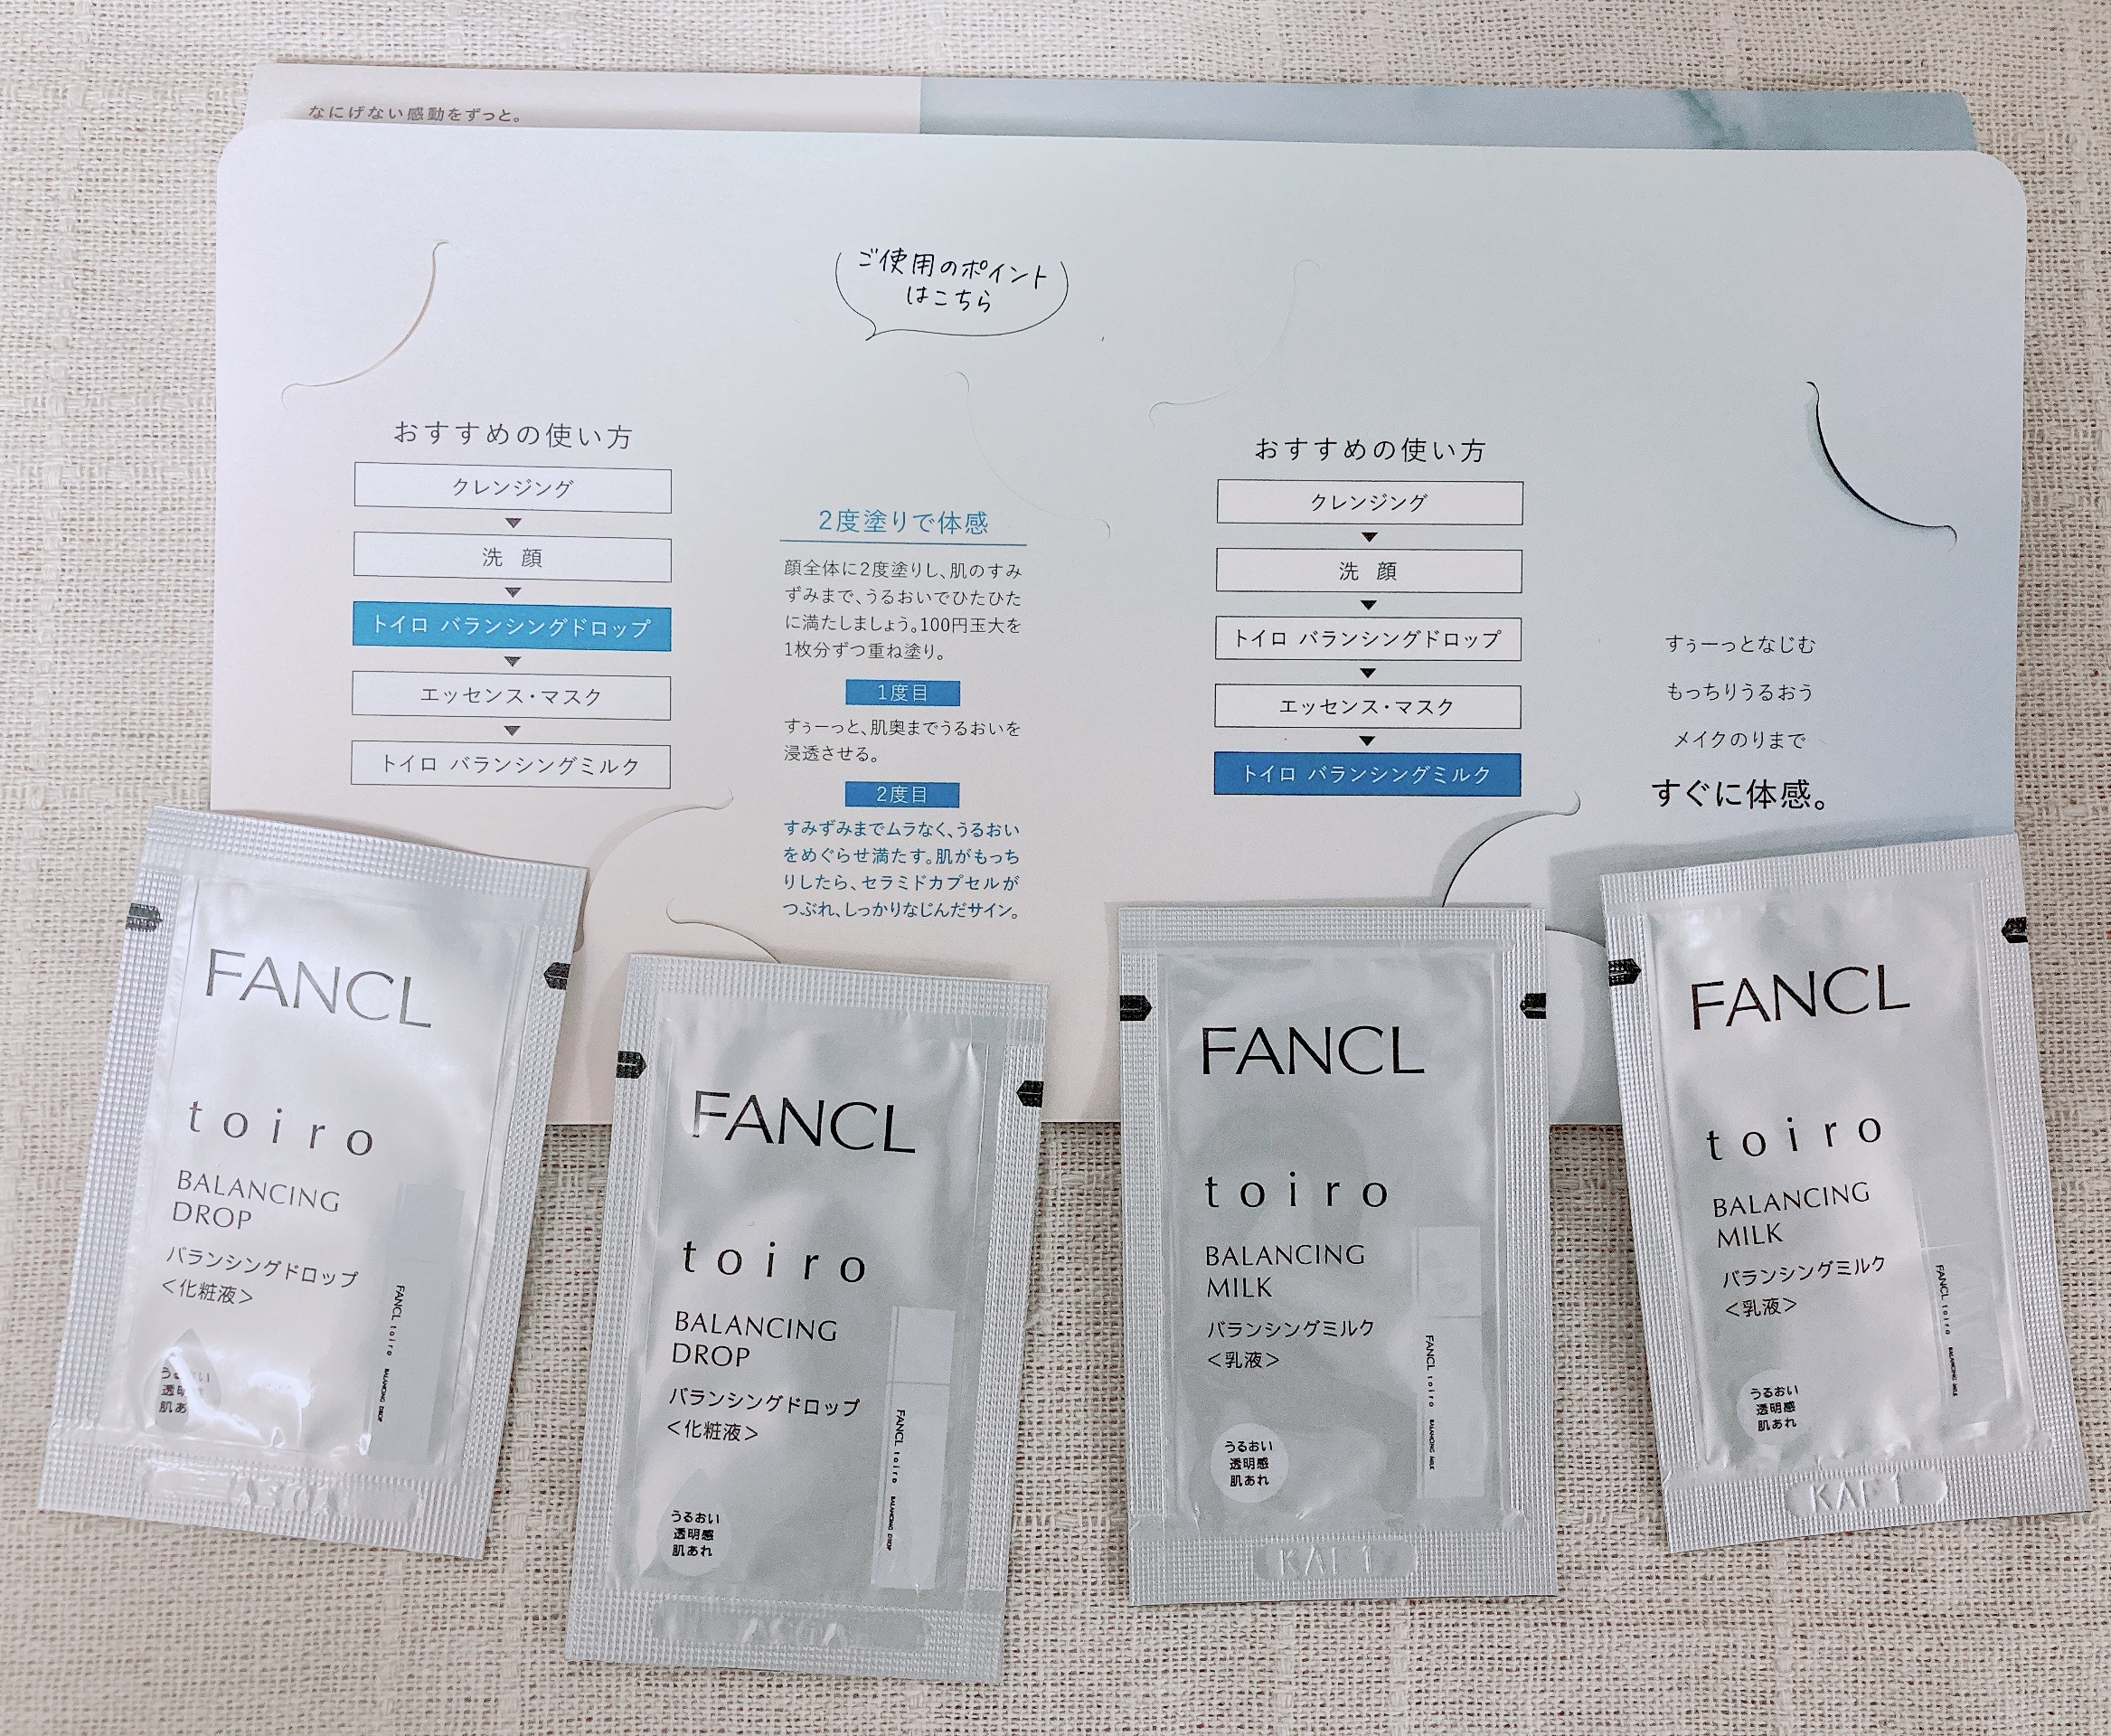 なにげない感動をずっと。
ご使用のポイント
はこちら
おすすめの使い方
クレンジング
洗 顔
トイロ バランシングドロップ
エッセンス・マスク
トイロ バランシングミルク
2度塗りで体感
顔全体に2度塗りし、肌のすみ
ずみまで、うるおいでひたひた
に満たしましょう。100円玉大を
1枚分ずつ重ね塗り。
1度目
すぅーっと、肌奥までうるおいを
浸透させる。
2度目
すみずみまでムラなく、うるおい
をめぐらせ満たす。肌がもっち
りしたら、セラミドカプセルが
つぶれ、しっかりなじんだサイン。
おすすめの使い方
クレンジング
洗 顔
トイロ バランシングドロップ
エッセンス・マスク
トイロ バランシングミルク
すぅーっとなじむ
もっちりうるおう
メイクのりまで
すぐに体感。
FANCL
toiro
BALANCING
DROP
バランシングドロップ
<化粧液>
FANCL toiro BALANCING DROP
FANCL
toiro
BALANCING
DROP
バランシングドロップ
<化粧液>
うるおい
透明感
肌あれ
FANCL toiro BALANCING DROP
FANCL
toiro
BALANCING
MILK
バランシングミルク
<乳液>
うるおい
透明感
肌あれ
FANCL toiro BALANCING MILK
FANCL
toiro
BALANCING
MILK
バランシングミルク
<乳液>
うるおい
透明感
肌あれ
FANCL toiro BALANCING MILK